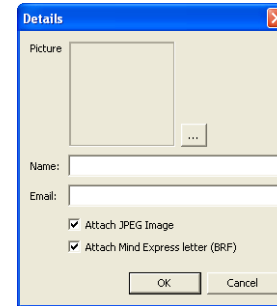 Details
Picture
...
Name:
Email:
Attach JPEG Image
Attach Mind Express letter (BRF)
OK Cancel